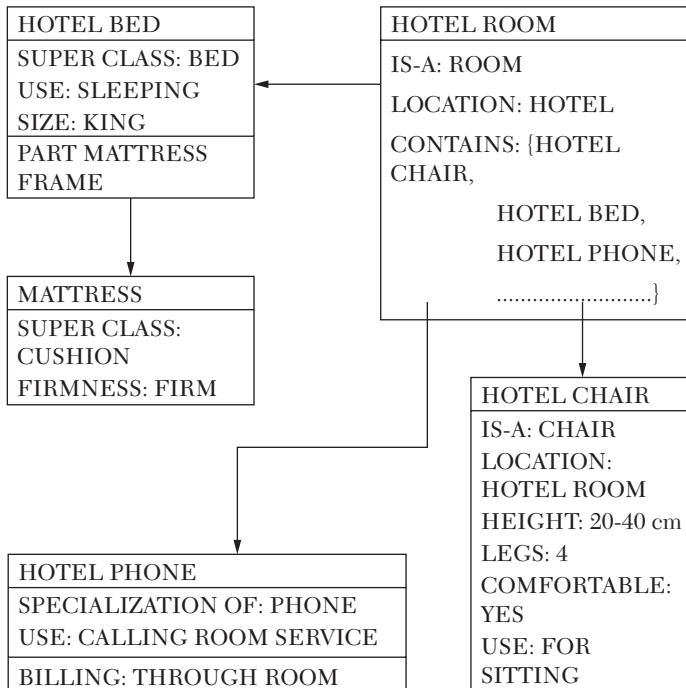 HOTEL BED
SUPER CLASS: BED
USE: SLEEPING
SIZE: KING
PART MATTRESS
FRAME
HOTEL ROOM
IS-A: ROOM
LOCATION: HOTEL
CONTAINS: {HOTEL
CHAIR,
HOTEL BED,
HOTEL PHONE,
..........................}
MATTRESS
SUPER CLASS:
CUSHION
FIRMNESS: FIRM
HOTEL CHAIR
IS-A: CHAIR
LOCATION:
HOTEL ROOM
HEIGHT: 20-40 cm
LEGS: 4
COMFORTABLE:
YES
USE: FOR
SITTING
HOTEL PHONE
SPECIALIZATION OF: PHONE
USE: CALLING ROOM SERVICE
BILLING: THROUGH ROOM